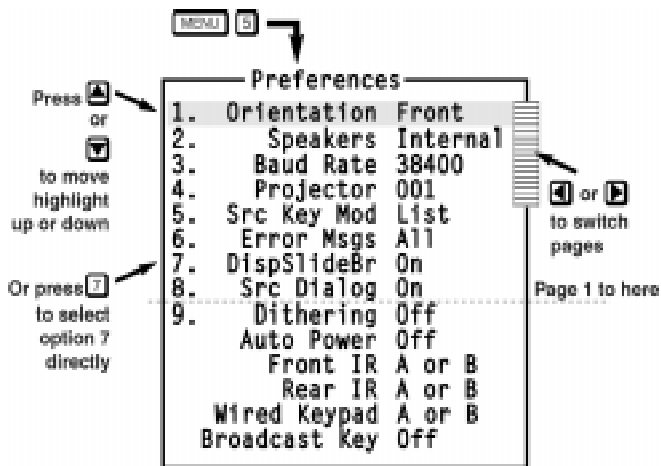 MENU 5
Preferences
Press
or
to move
highlight
up or down
Or press 7
to select
option 7
directly
1. Orientation Front
2. Speakers Internal
3. Baud Rate 38400
4. Projector 001
5. Src Key Mod List
6. Error Msgs All
7. DispSlideBr On
8. Src Dialog On
9. Dithering Off
Auto Power Off
Front IR A or B
Rear IR A or B
Wired Keypad A or B
Broadcast Key Off
or
to switch
pages
Page 1 to here